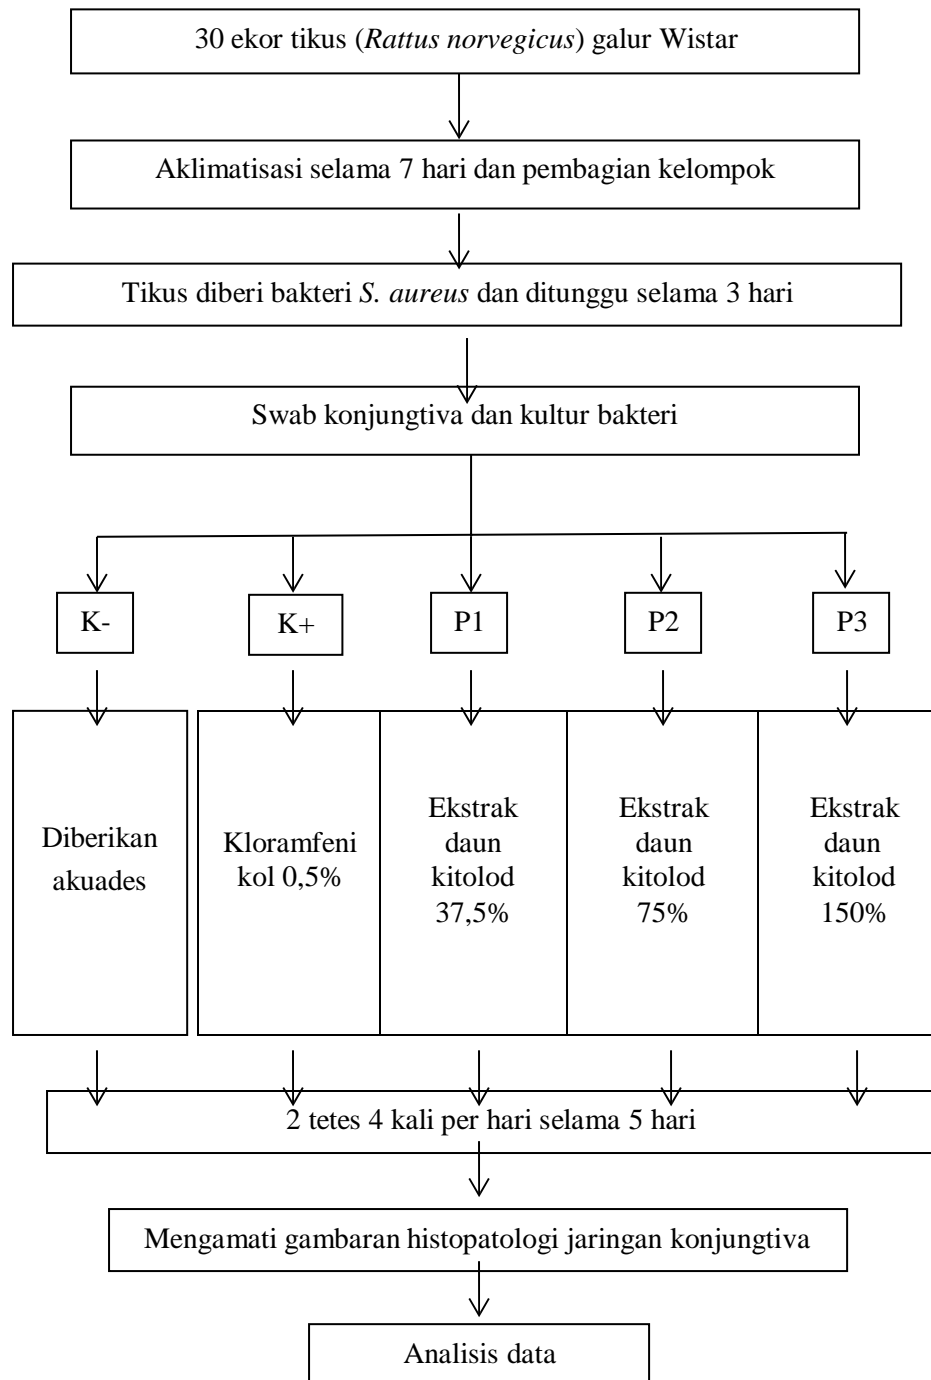 30 ekor tikus (Rattus norvegicus) galur Wistar
Aklimatisasi selama 7 hari dan pembagian kelompok
Tikus diberi bakteri S. aureus dan ditunggu selama 3 hari
Swab konjungtiva dan kultur bakteri
K-
K+
P1
P2
P3
Diberikan
akuades
Kloramfeni
kol 0,5%
Ekstrak
daun
kitolod
37,5%
Ekstrak
daun
kitolod
75%
Ekstrak
daun
kitolod
150%
2 tetes 4 kali per hari selama 5 hari
Mengamati gambaran histopatologi jaringan konjungtiva
Analisis data